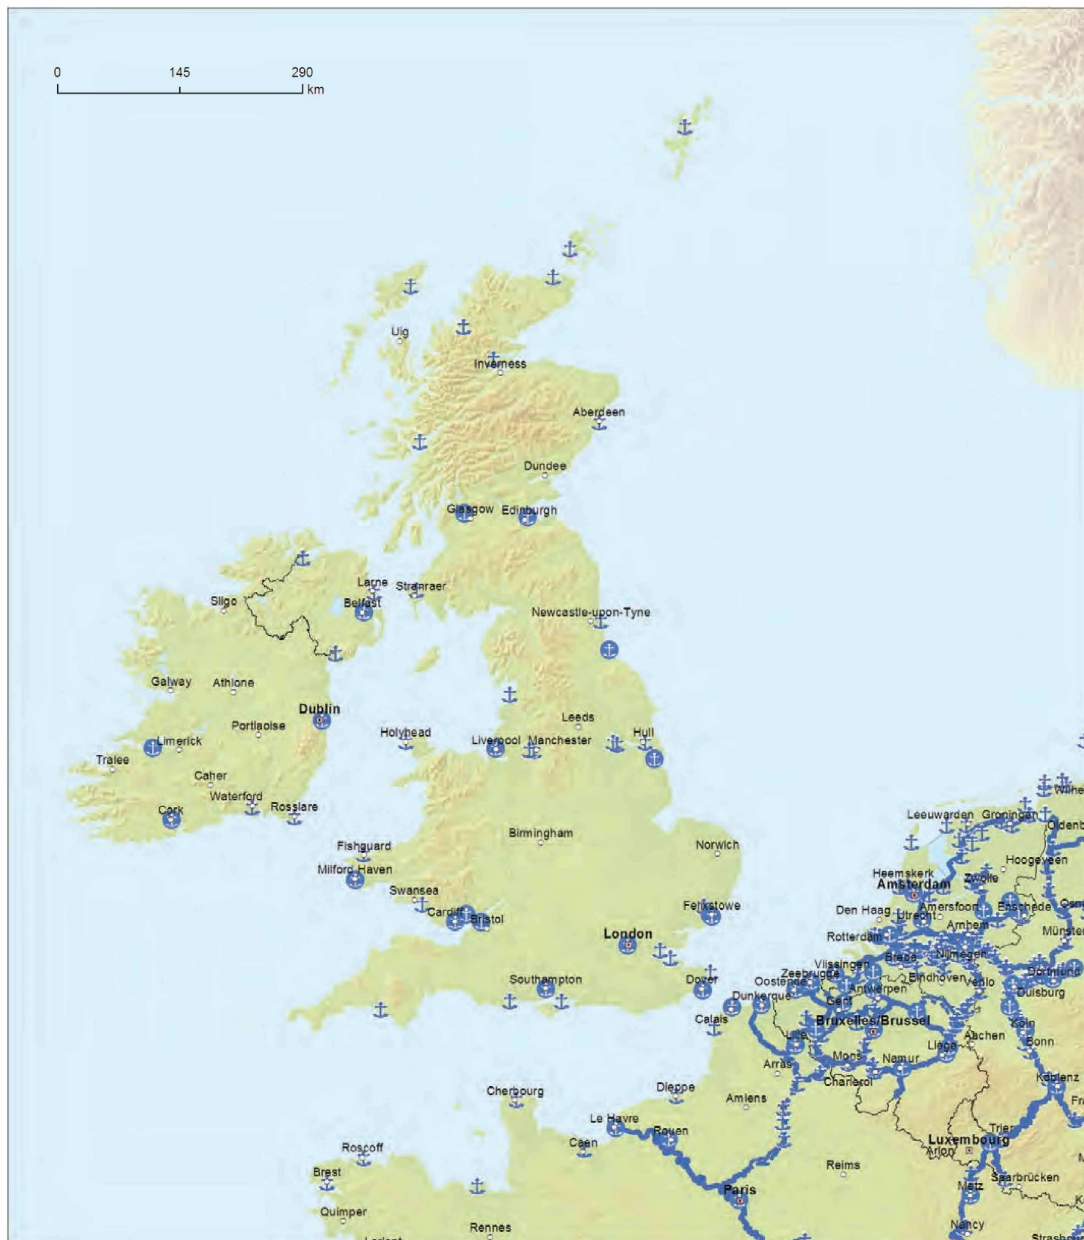 0 145 290
km
Uig
Inverness
Aberdeen
Dundee
Glasgow
Edinburgh
Larne
Stranraer
Sligo
Belfast
Newcastle-upon-Tyne
Galway
Athlone
Dublin
Portlaoise
Leeds
Holyhead
Hull
Limerick
Liverpool
Manchester
Tralee
Caher
Waterford
Rosslare
Cork
Birmingham
Norwich
Fishguard
Milford Haven
Swansea
Cardiff
Bristol
Felixstowe
London
Southampton
Dover
Leeuwarden
Groningen
Hoogeveen
Heemskerk
Zwolle
Amsterdam
Den Haag
Utrecht
Amersfoort
Enschede
Rotterdam
Arnhem
Münster
Vlissingen
Breda
Nijmegen
Zeebrugge
Oostende
Eindhoven
Venlo
Dortmund
Duisburg
Dunkerque
Gent
Antwerpen
Calais
Bruxelles/Brussel
Köln
Aachen
Bonn
Lille
Liège
Mons
Namur
Arras
Charleroi
Koblenz
Cherbourg
Dieppe
Amiens
Le Havre
Rouen
Caen
Trier
Luxembourg
Arlon
Roscoff
Reims
Saarbrücken
Brest
Paris
Metz
Quimper
Rennes
Nancy